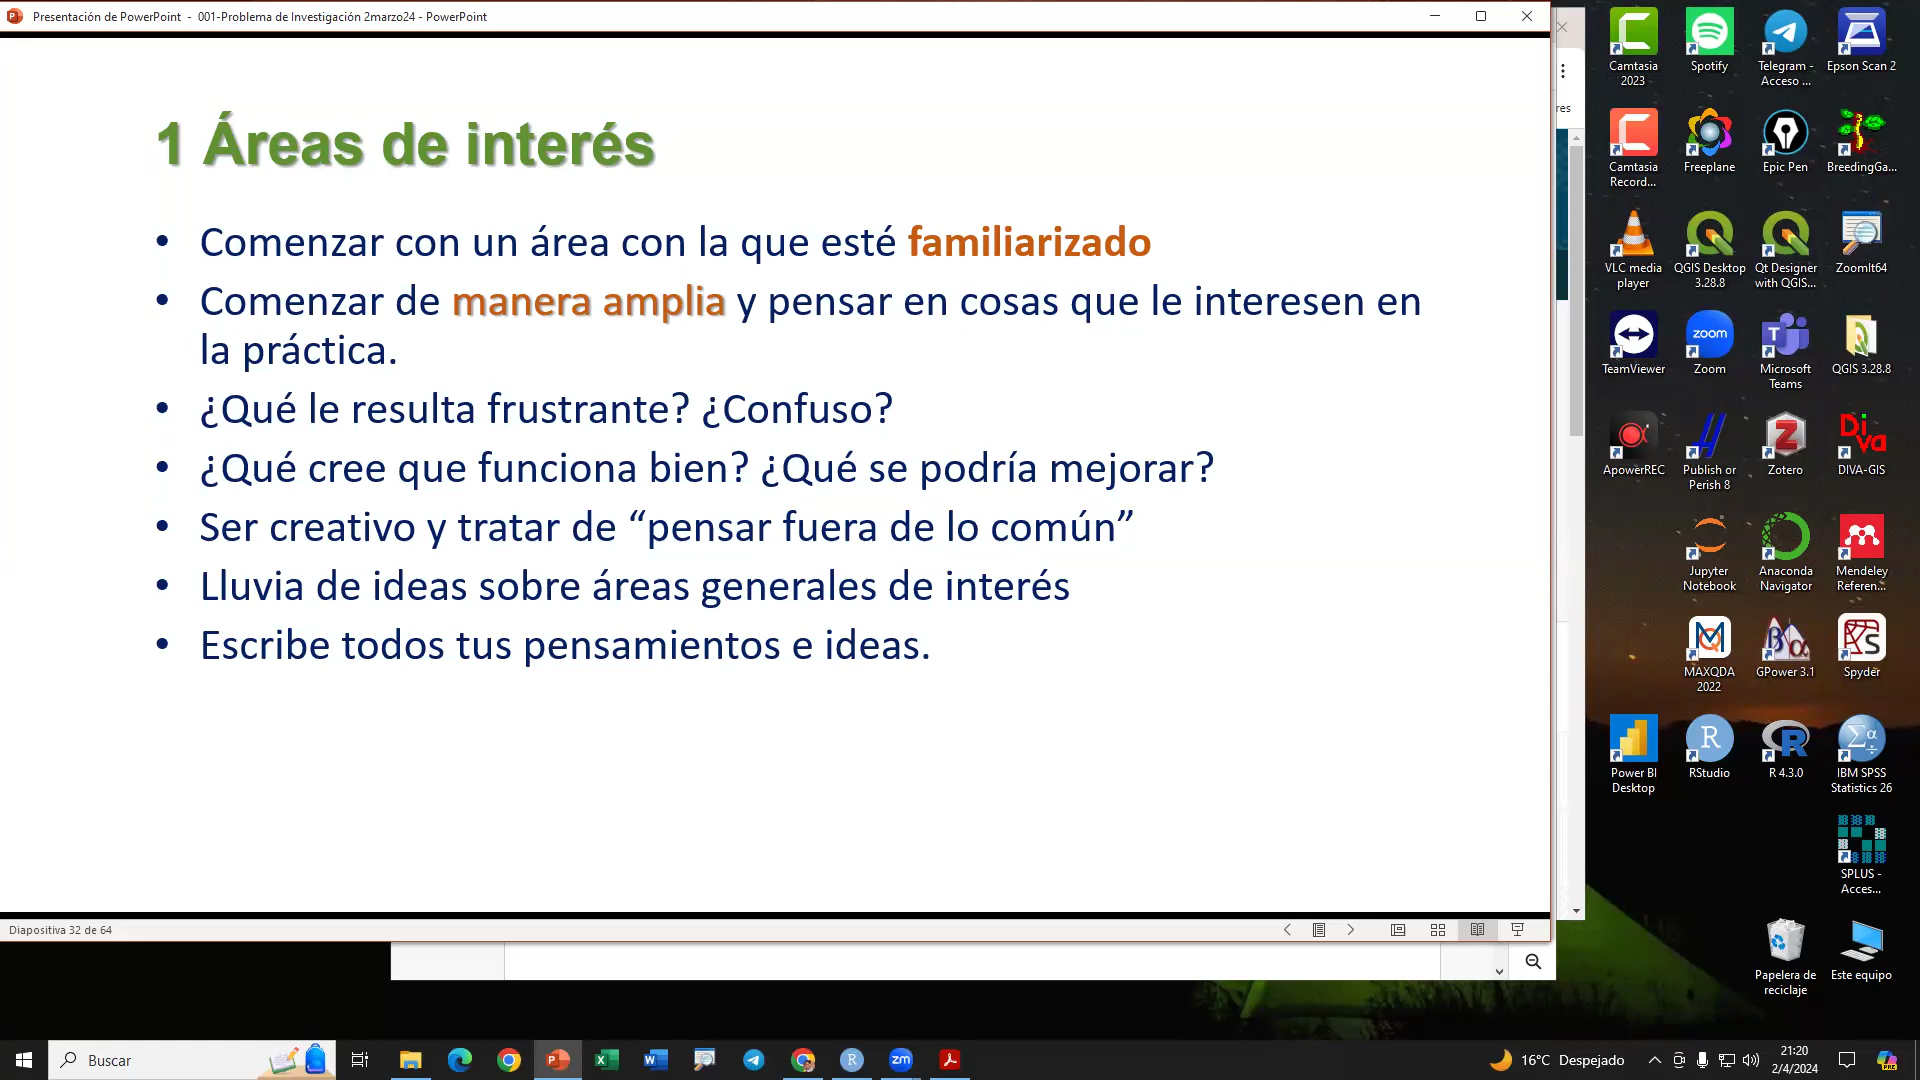 Presentación de PowerPoint - 001-Problema de Investigación 2marzo24 - PowerPoint
1 Áreas de interés
• Comenzar con un área con la que esté familiarizado
• Comenzar de manera amplia y pensar en cosas que le interesen en
la práctica.
• ¿Qué le resulta frustrante? ¿Confuso?
• ¿Qué cree que funciona bien? ¿Qué se podría mejorar?
• Ser creativo y tratar de “pensar fuera de lo común”
• Lluvia de ideas sobre áreas generales de interés
• Escribe todos tus pensamientos e ideas.
Diapositiva 32 de 64
res
Camtasia
2023
Spotify
Telegram -
Acceso ...
Epson Scan 2
Camtasia
Record...
Freeplane
Epic Pen
BreedingGa...
VLC media
player
QGIS Desktop
3.28.8
Qt Designer
with QGIS...
ZoomIt64
TeamViewer
zoom
Zoom
Microsoft
Teams
QGIS 3.28.8
ApowerREC
Publish or
Perish 8
Zotero
Diva
DIVA-GIS
Jupyter
Notebook
Anaconda
Navigator
Mendeley
Referen...
MAXQDA
2022
GPower 3.1
Spyder
Power BI
Desktop
RStudio
R 4.3.0
IBM SPSS
Statistics 26
SPLUS -
Acces...
Papelera de
reciclaje
Este equipo
Buscar
zm
16°C Despejado
21:20
2/4/2024